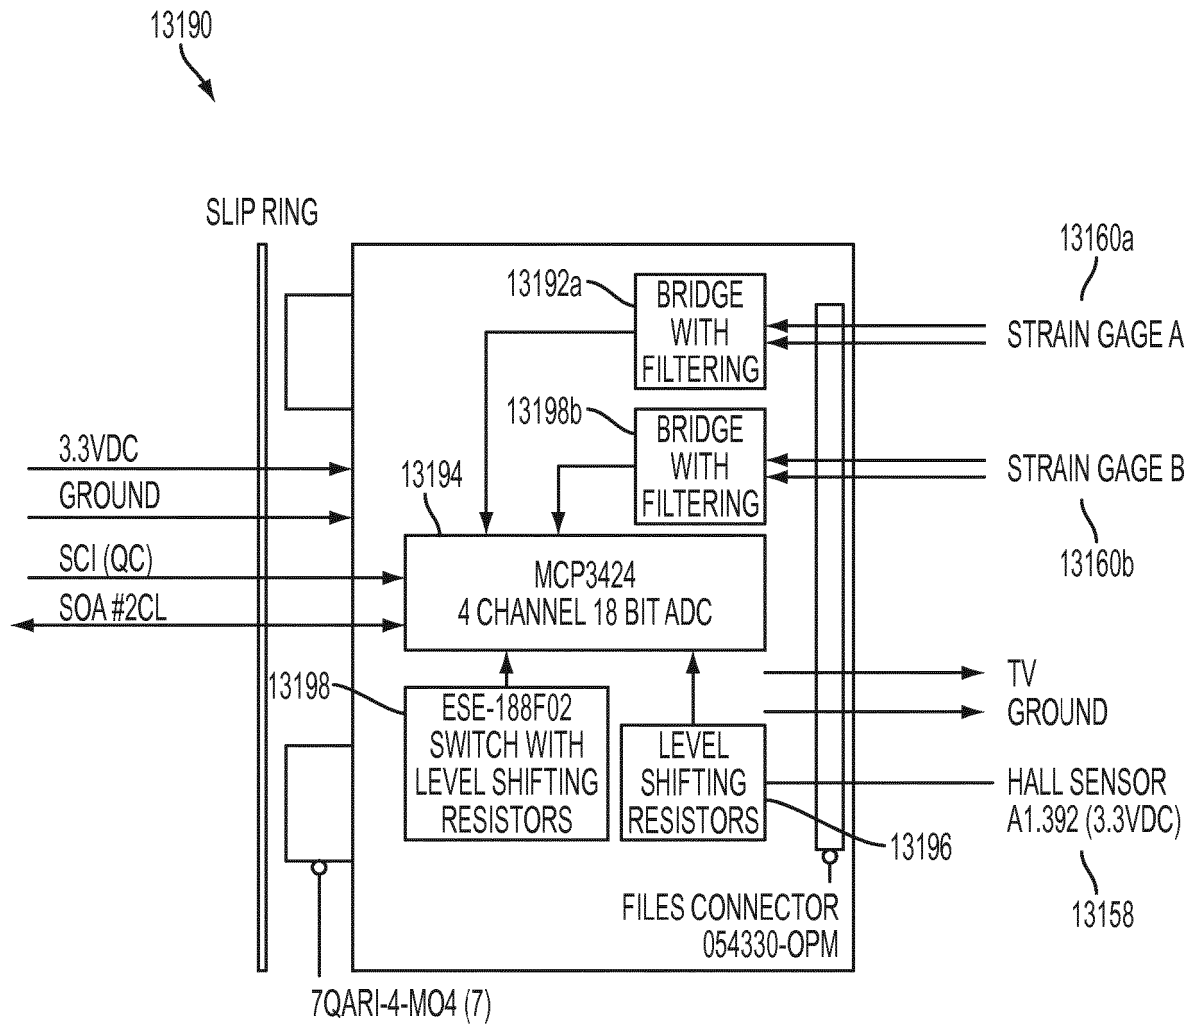 13190
SLIP RING
13160a
13192a
BRIDGE
WITH
FILTERING
STRAIN GAGE A
13198b
BRIDGE
WITH
FILTERING
STRAIN GAGE B
13160b
3.3VDC
GROUND
SCI (QC)
SOA #2CL
13194
MCP3424
4 CHANNEL 18 BIT ADC
13198
ESE-188F02
SWITCH WITH
LEVEL SHIFTING
RESISTORS
LEVEL
SHIFTING
RESISTORS
13196
TV
GROUND
HALL SENSOR
A1.392 (3.3VDC)
13158
FILES CONNECTOR
054330-OPM
7QARI-4-MO4 (7)